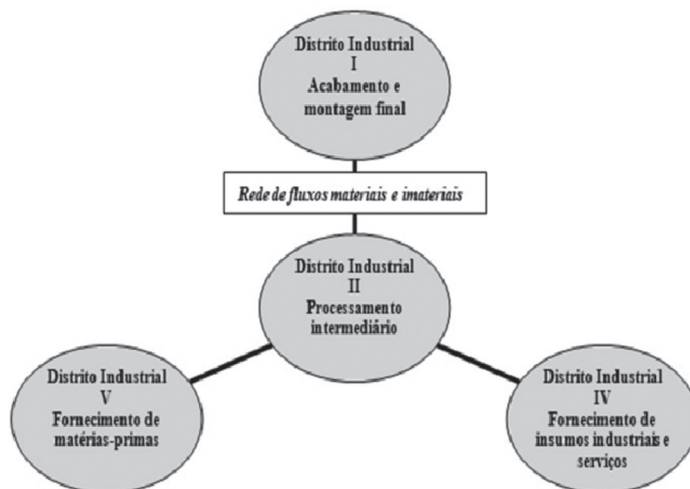 Distrito Industrial
I
Acabamento e
montagem final
Rede de fluxos materiais e imateriais
Distrito Industrial
II
Processamento
intermediário
Distrito Industrial
V
Fornecimento de
matérias-primas
Distrito Industrial
IV
Fornecimento de
insumos industriais e
serviços